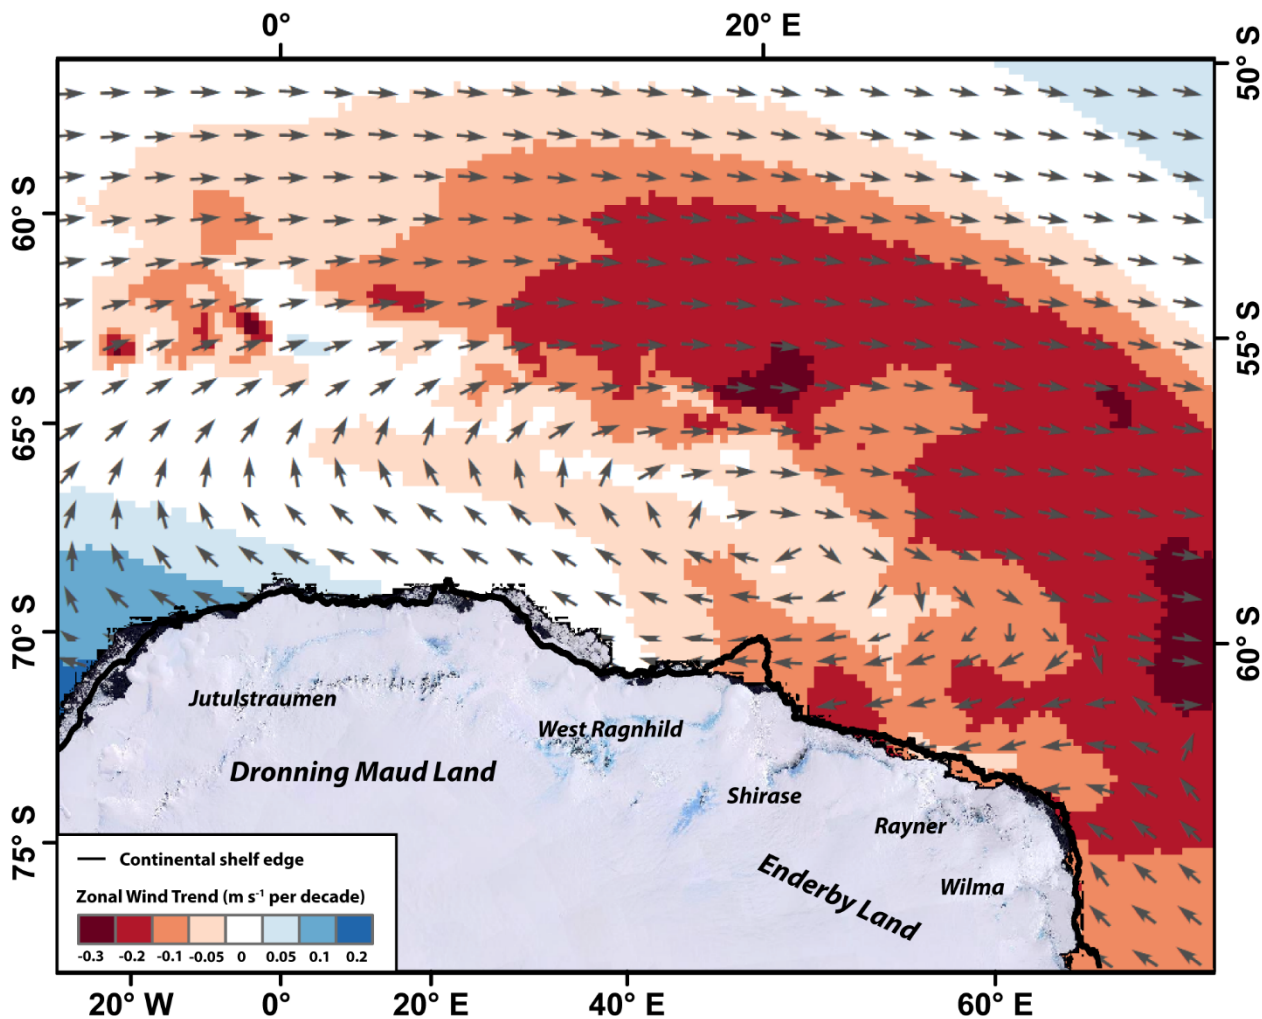 0° 20° E
50° S
60° S
55° S
65° S
70° S
60° S
Jutulstraumen
West Ragnhild
Dronning Maud Land
Shirase
Rayner
75° S
Continental shelf edge
Enderby Land
Wilma
Zonal Wind Trend (m s⁻¹ per decade)
-0.3 -0.2 -0.1 -0.05 0 0.05 0.1 0.2
20° W 0° 20° E 40° E 60° E